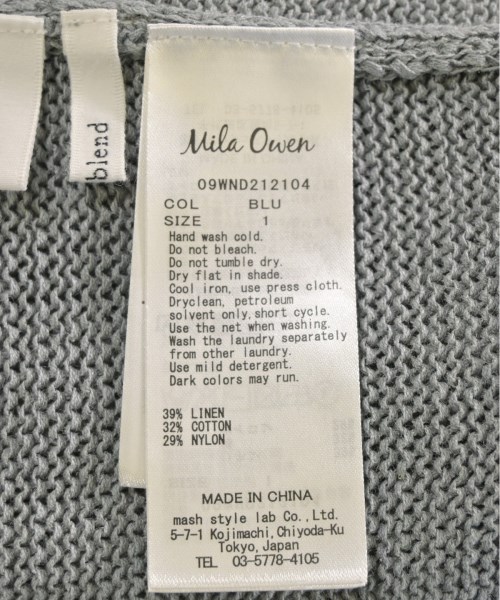 blend
Mila Owen
09WND212104
COL BLU
SIZE 1
Hand wash cold.
Do not bleach.
Do not tumble dry.
Dry flat in shade.
Cool iron, use press cloth.
Dryclean, petroleum
solvent only, short cycle.
Use the net when washing.
Wash the laundry separately
from other laundry.
Use mild detergent.
Dark colors may run.
39% LINEN
32% COTTON
29% NYLON
MADE IN CHINA
mash style lab Co., Ltd.
5-7-1 Kojimachi, Chiyoda-Ku
Tokyo, Japan
TEL 03-5778-4105